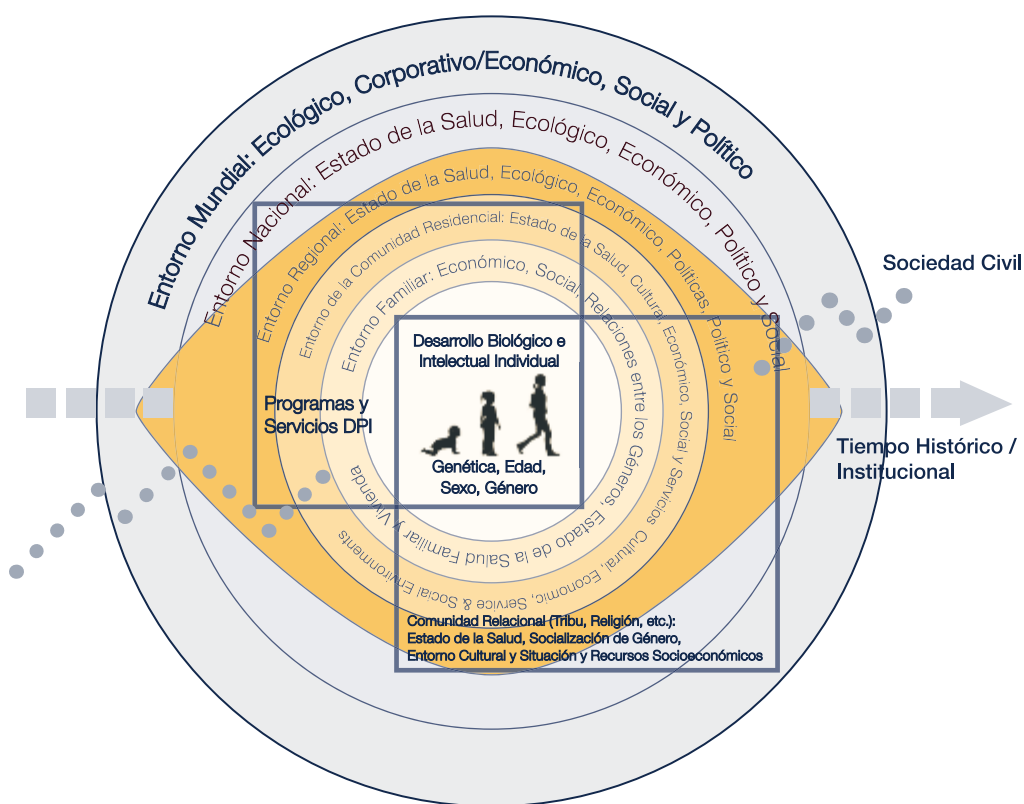 Entorno Mundial: Ecológico, Corporativo/Económico, Social y Político
Entorno Nacional: Estado de la Salud, Ecológico, Económico, Político y Social
Entorno Regional: Estado de la Salud, Ecológico, Económico, Políticas, Político y Social
Entorno de la Comunidad Residencial: Estado de la Salud, Cultural, Económico, Social y Servicios Cultural, Economic, Service & Social Environments
Entorno Familiar: Económico, Social, Relaciones entre los Géneros, Estado de la Salud Familiar y Vivienda
Sociedad Civil
Desarrollo Biológico e
Intelectual Individual
Programas y
Servicios DPI
Genética, Edad,
Sexo, Género
Tiempo Histórico /
Institucional
Comunidad Relacional (Tribu, Religión, etc.):
Estado de la Salud, Socialización de Género,
Entorno Cultural y Situación y Recursos Socioeconómicos